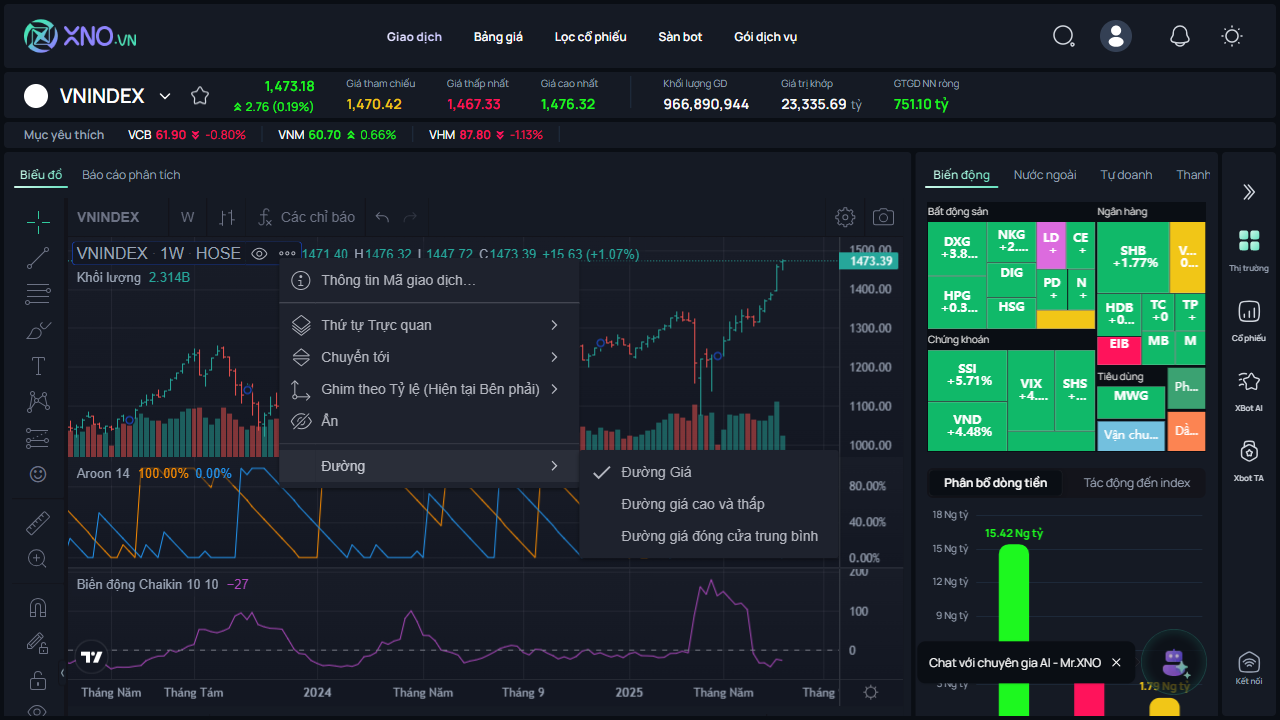 XNO.VN
Giao dịch
Bảng giá
Lọc cổ phiếu
Sàn bot
Gói dịch vụ
VNINDEX
1,473.18
2.76 (0.19%)
Giá tham chiếu
1,470.42
Giá thấp nhất
1,467.33
Giá cao nhất
1,476.32
Khối lượng GD
966,890,944
Giá trị khớp
23,335.69 tỷ
GTGD NN ròng
751.10 tỷ
Mục yêu thích
VCB 61.90 -0.80%
VNM 60.70 0.66%
VHM 87.80 -1.13%
Biểu đồ
Báo cáo phân tích
VNINDEX
W
Các chỉ báo
VNINDEX · 1W · HOSE
1471.40 H1476.32 L1447.72 C1473.39 +15.63 (+1.07%)
Khối lượng 2.314B
Thông tin Mã giao dịch...
Thứ tự Trực quan
Chuyển tới
Ghim theo Tỷ lệ (Hiện tại Bên phải)
Ẩn
Đường
Đường Giá
Đường giá cao và thấp
Đường giá đóng cửa trung bình
1500.00
1473.39
1400.00
1300.00
1200.00
1100.00
1000.00
Aroon 14 100.00% 0.00%
80.00%
40.00%
0.00%
Biến động Chaikin 10 10 −27
200
100
0
Tháng Năm
Tháng Tám
2024
Tháng Năm
Tháng 9
2025
Tháng Năm
Tháng
Biến động
Nước ngoài
Tự doanh
Thanh
Bất động sản
DXG
+3.8...
NKG
+2....
LD
+
CE
+
HPG
+0.3...
DIG
HSG
PD
+
N
+
Ngân hàng
SHB
+1.77%
V...
0...
HDB
+0...
TC
+0
TP
+
EIB
MB
M
Chứng khoán
SSI
+5.71%
VND
+4.48%
VIX
+4....
SHS
+...
Tiêu dùng
MWG
Vận chu...
Ph...
Dầ...
Phân bổ dòng tiền
Tác động đến index
18 Ng tỷ
15 Ng tỷ
12 Ng tỷ
9 Ng tỷ
3 Ng tỷ
15.42 Ng tỷ
1.79 Ng tỷ
Chat với chuyên gia AI - Mr.XNO
Thị trường
Cổ phiếu
XBot AI
Xbot TA
Kết nối